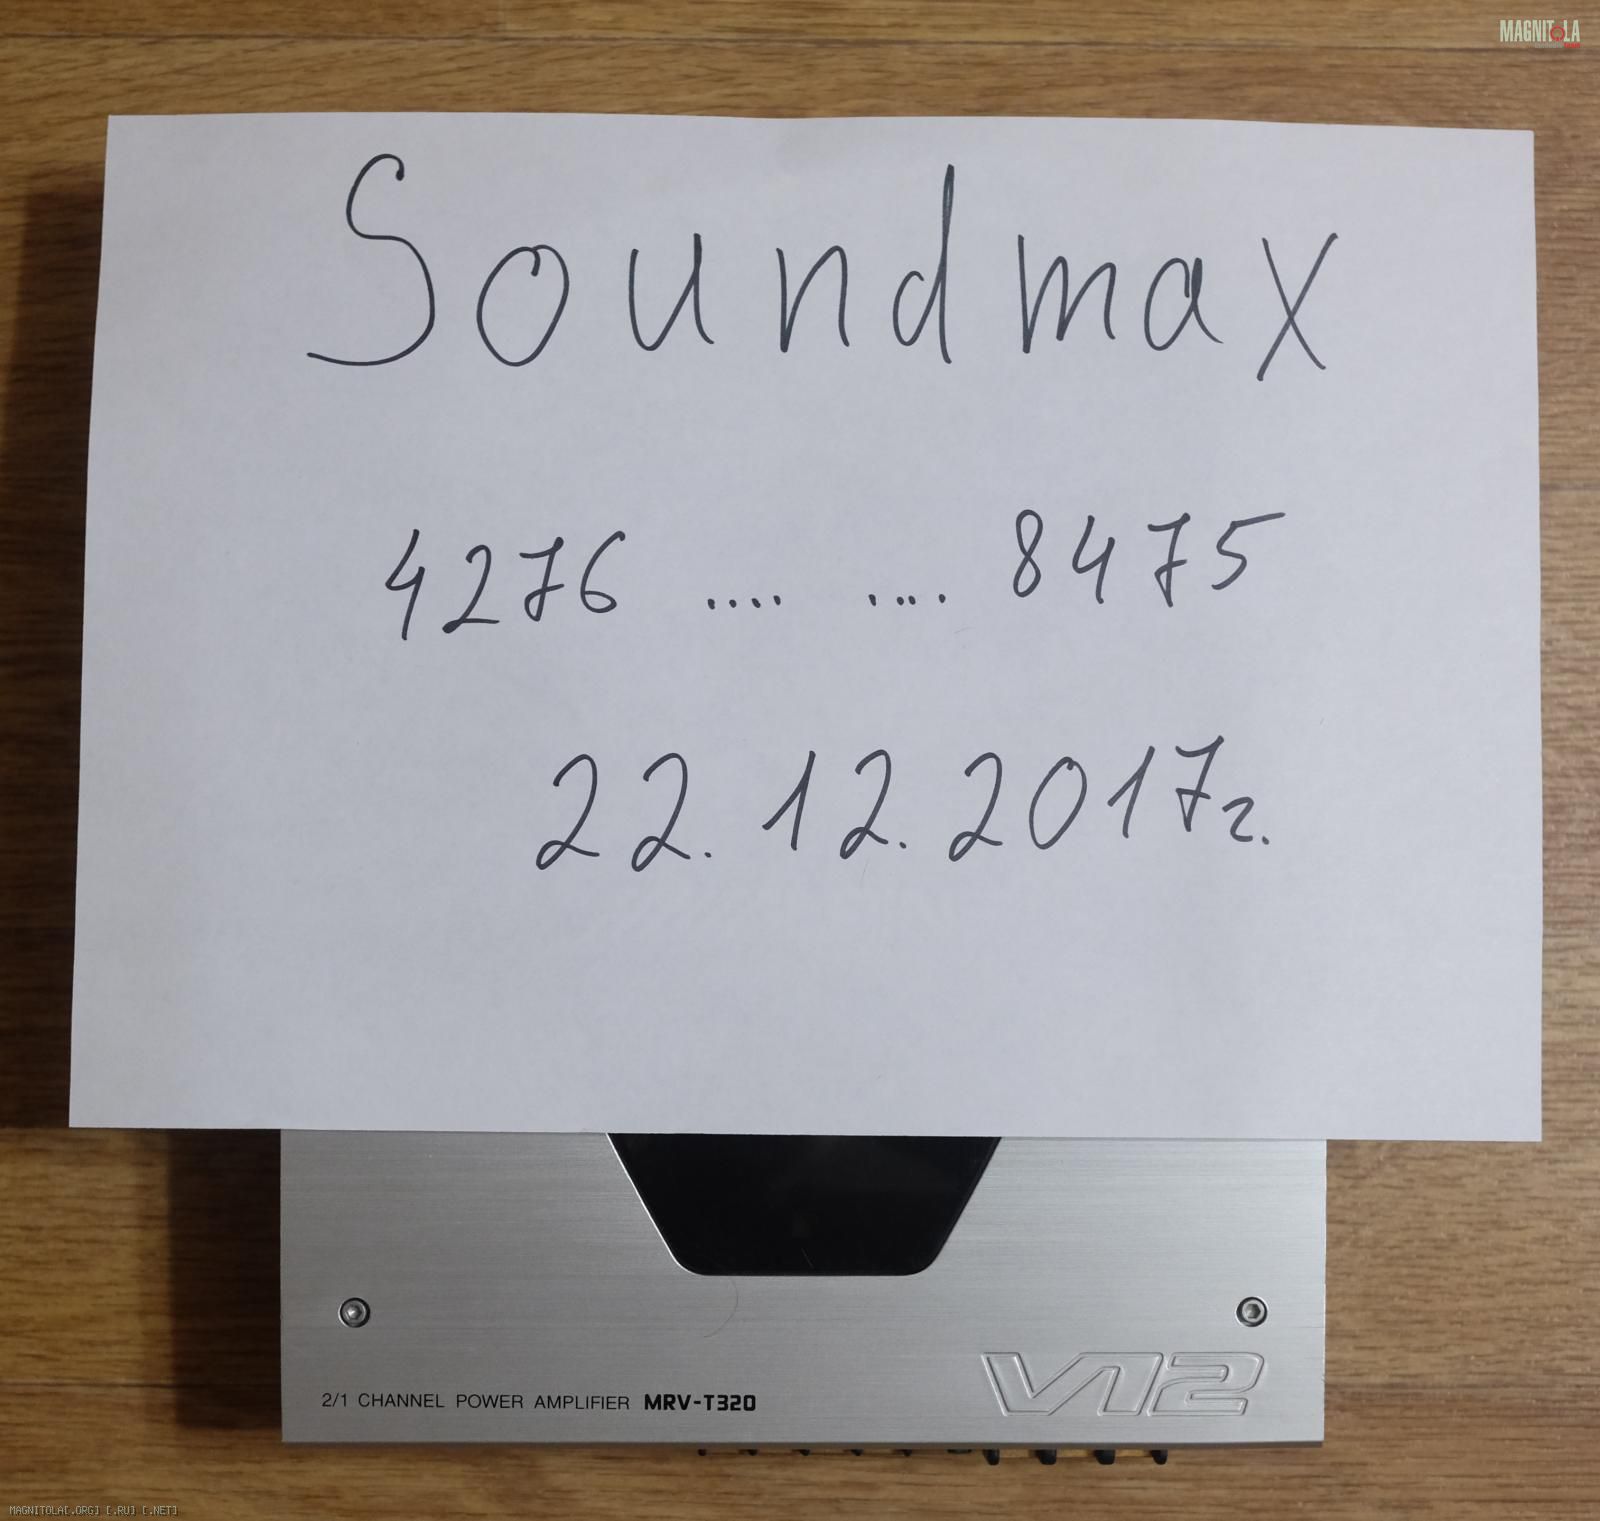 MAGNITOLA
Soundmax
4276 .... .... 8475
22.12.2017г.
2/1 CHANNEL POWER AMPLIFIER MRV-T320
V12
MAGNITOLA[.ORG] [.RU] [.NET]